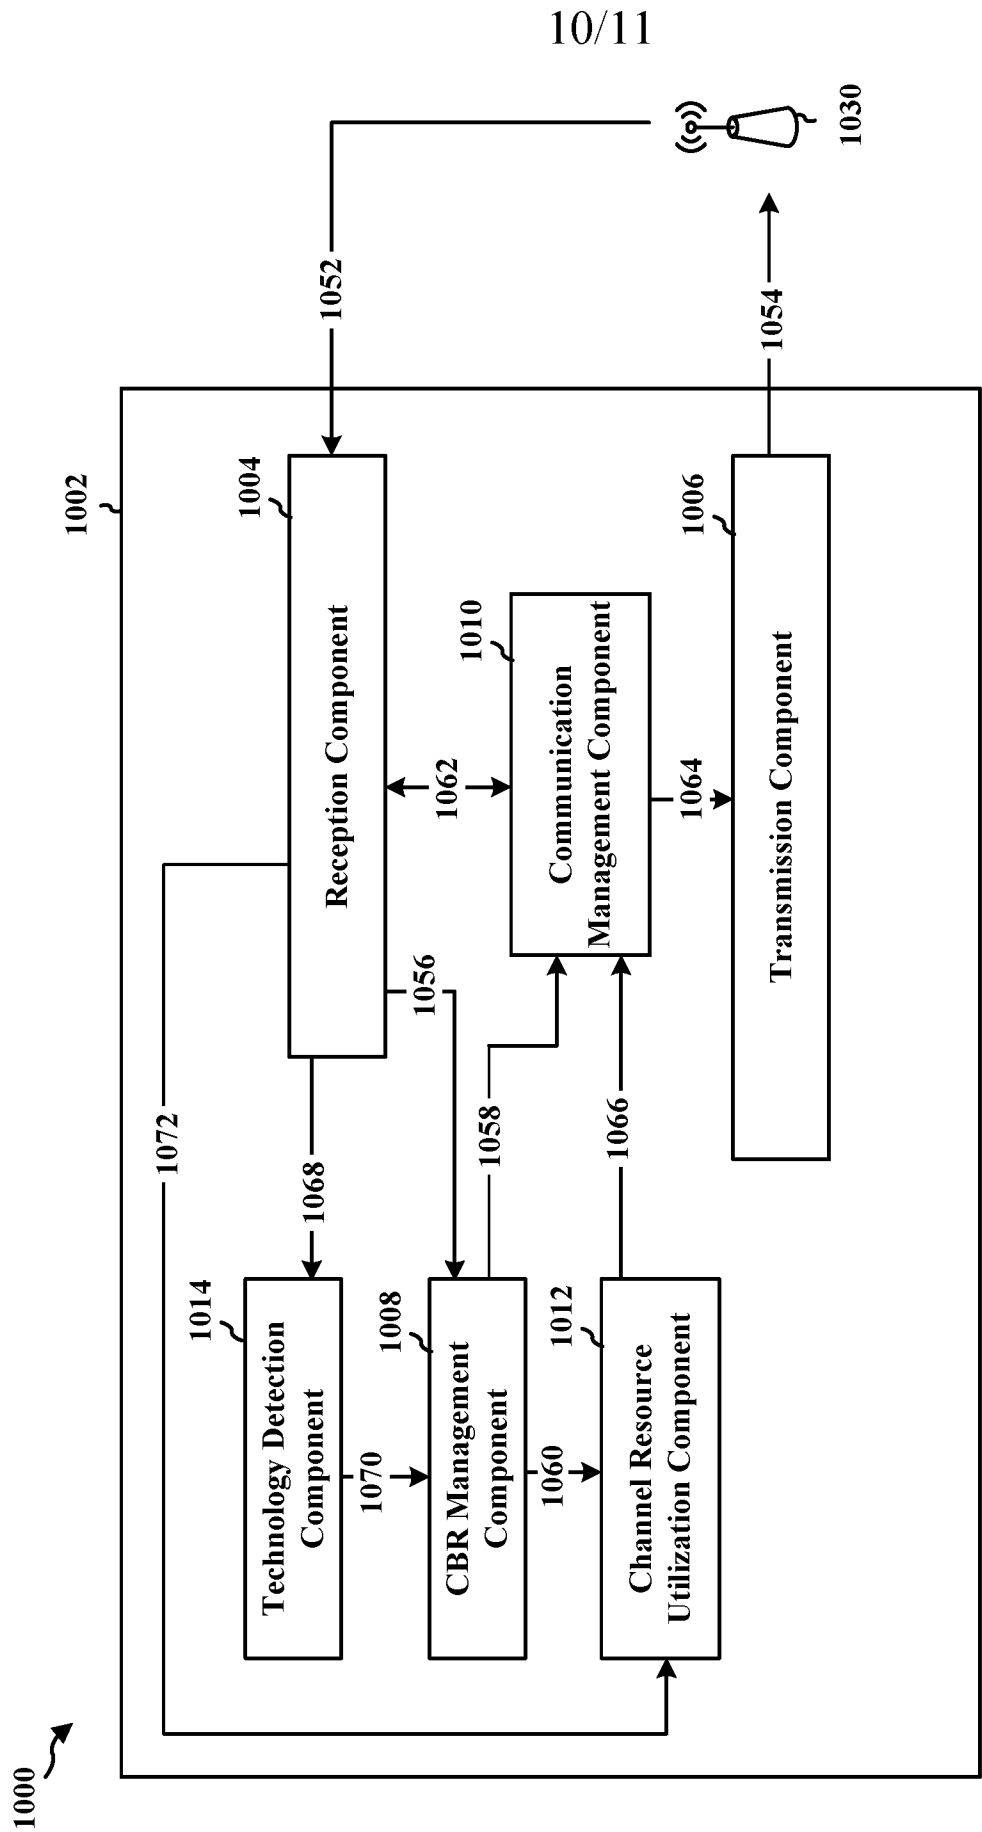 10/11
1000
1002
1072
1014
Technology Detection
Component
1068
1004
Reception Component
1052
1030
1070
1056
1062
1008
CBR Management
Component
1058
1010
Communication
Management Component
1060
1064
1012
Channel Resource
Utilization Component
1066
1006
Transmission Component
1054